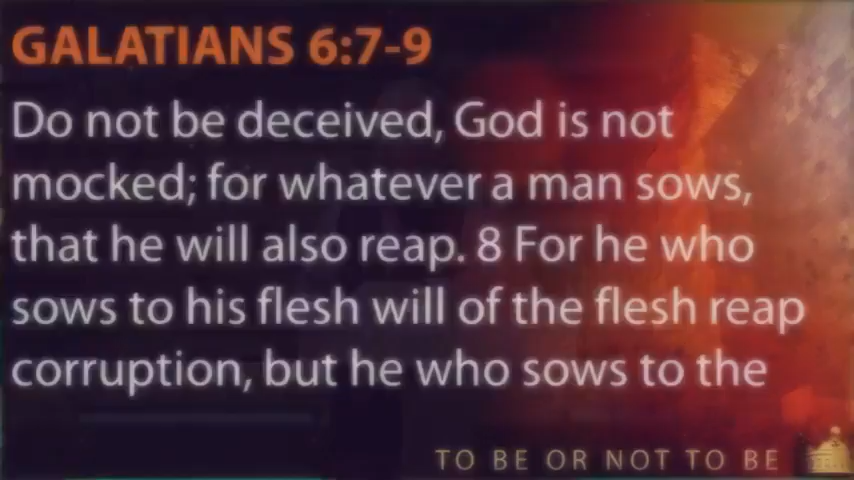 GALATIANS 6:7-9
Do not be deceived, God is not
mocked; for whatever a man sows,
that he will also reap. 8 For he who
sows to his flesh will of the flesh reap
corruption, but he who sows to the
TO BE OR NOT TO BE